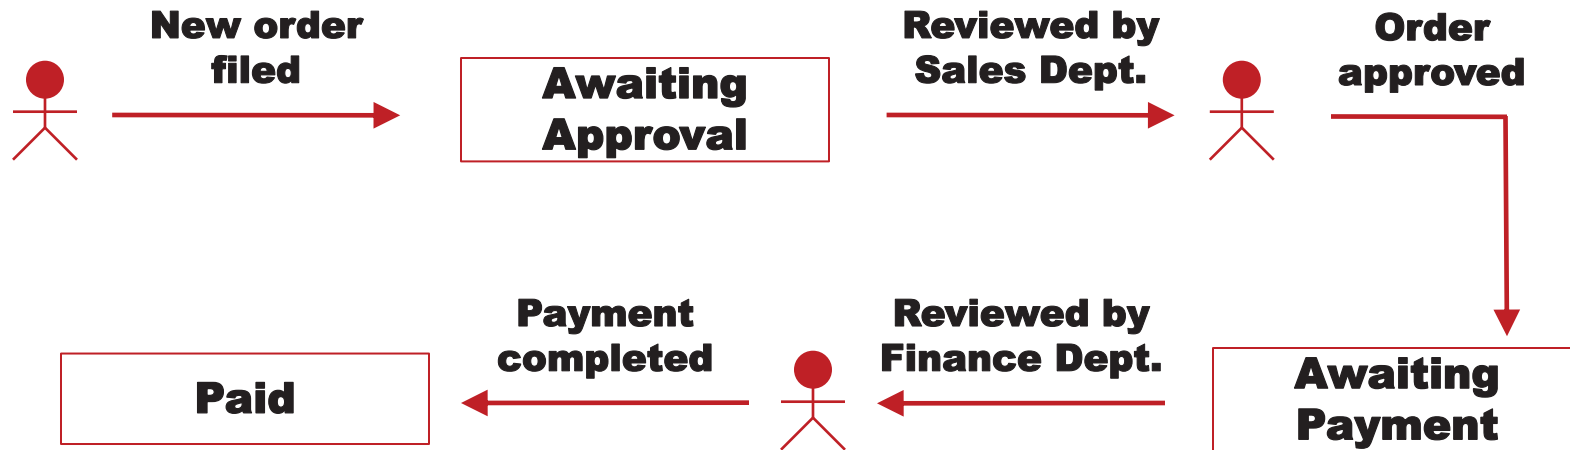 New order
filed
Awaiting
Approval
Reviewed by
Sales Dept.
Order
approved
Payment
completed
Reviewed by
Finance Dept.
Paid
Awaiting
Payment